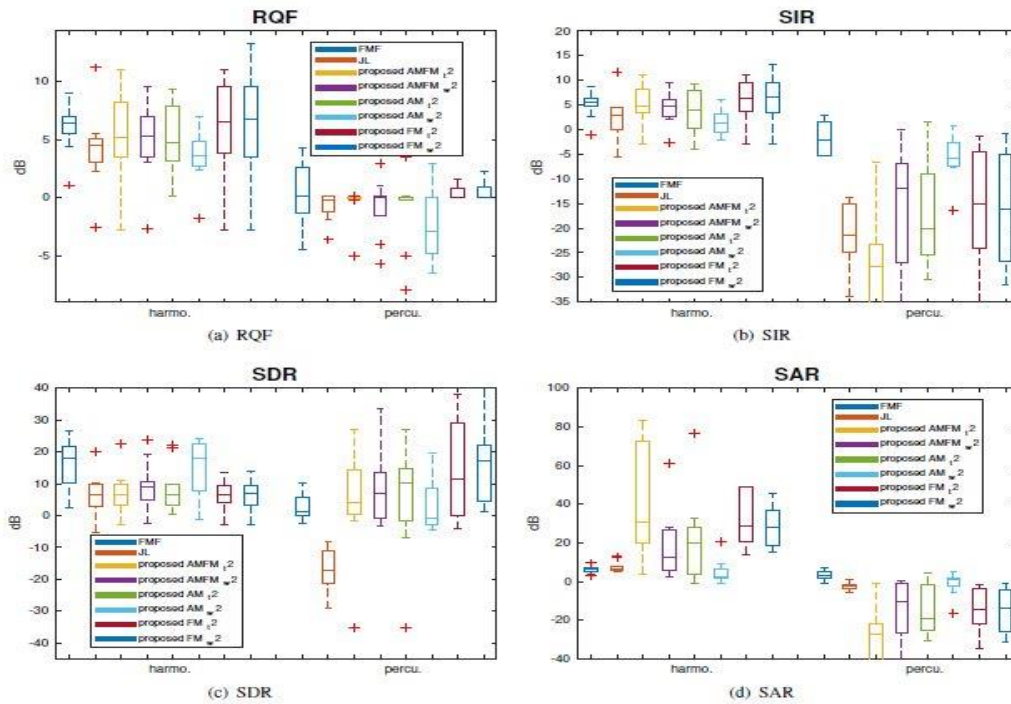 RQF
10
5
0
-5
dB
FMF
JL
proposed AMFM t2
proposed AMFM w2
proposed AM t2
proposed AM w2
proposed FM t2
proposed FM w2
harmo.
percu.
(a) RQF
SIR
20
15
10
5
0
-5
-10
-15
-20
-25
-30
-35
dB
FMF
JL
proposed AMFM t2
proposed AMFM w2
proposed AM t2
proposed AM w2
proposed FM t2
proposed FM w2
harmo.
percu.
(b) SIR
SDR
40
30
20
10
0
-10
-20
-30
-40
dB
FMF
JL
proposed AMFM t2
proposed AMFM w2
proposed AM t2
proposed AM w2
proposed FM t2
proposed FM w2
harmo.
percu.
(c) SDR
SAR
100
80
60
40
20
0
-20
-40
dB
FMF
JL
proposed AMFM t2
proposed AMFM w2
proposed AM t2
proposed AM w2
proposed FM t2
proposed FM w2
harmo.
percu.
(d) SAR